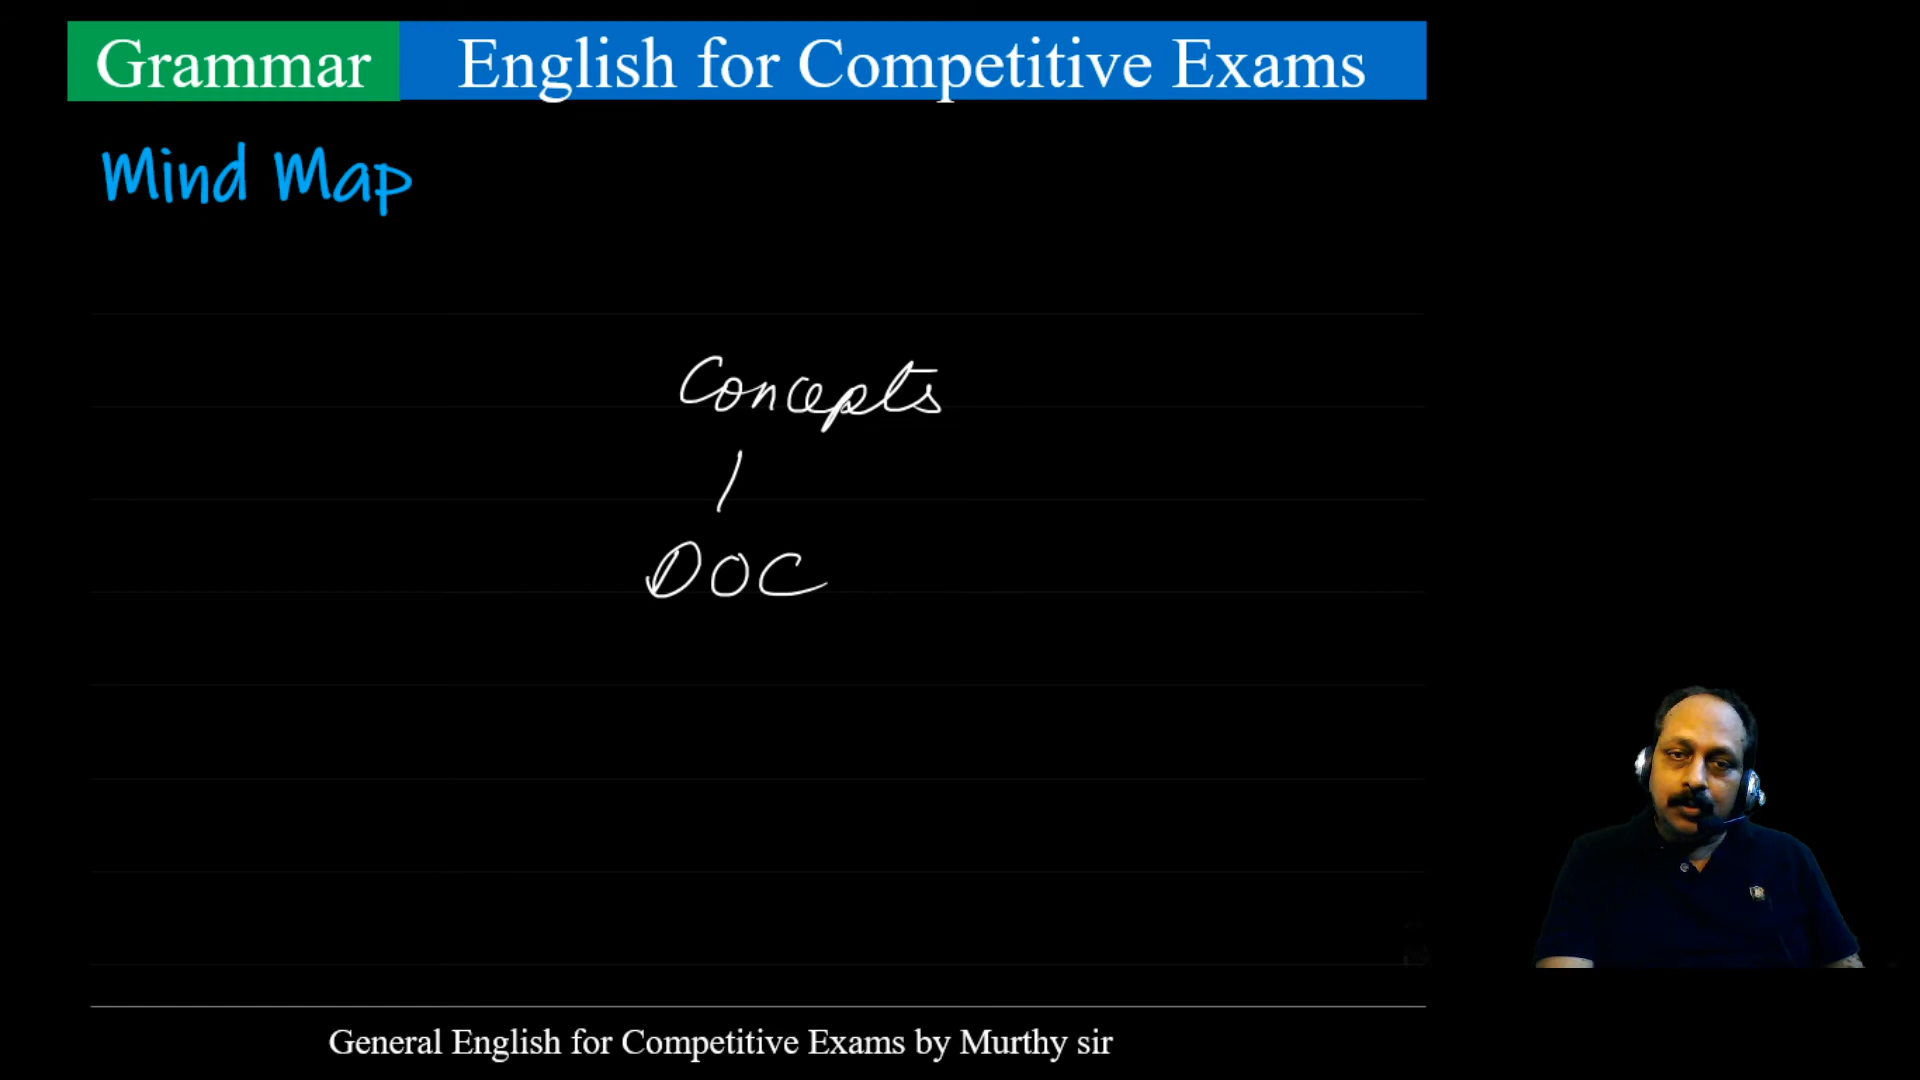 Grammar English for Competitive Exams
Mind Map
Concepts
DOC
General English for Competitive Exams by Murthy sir